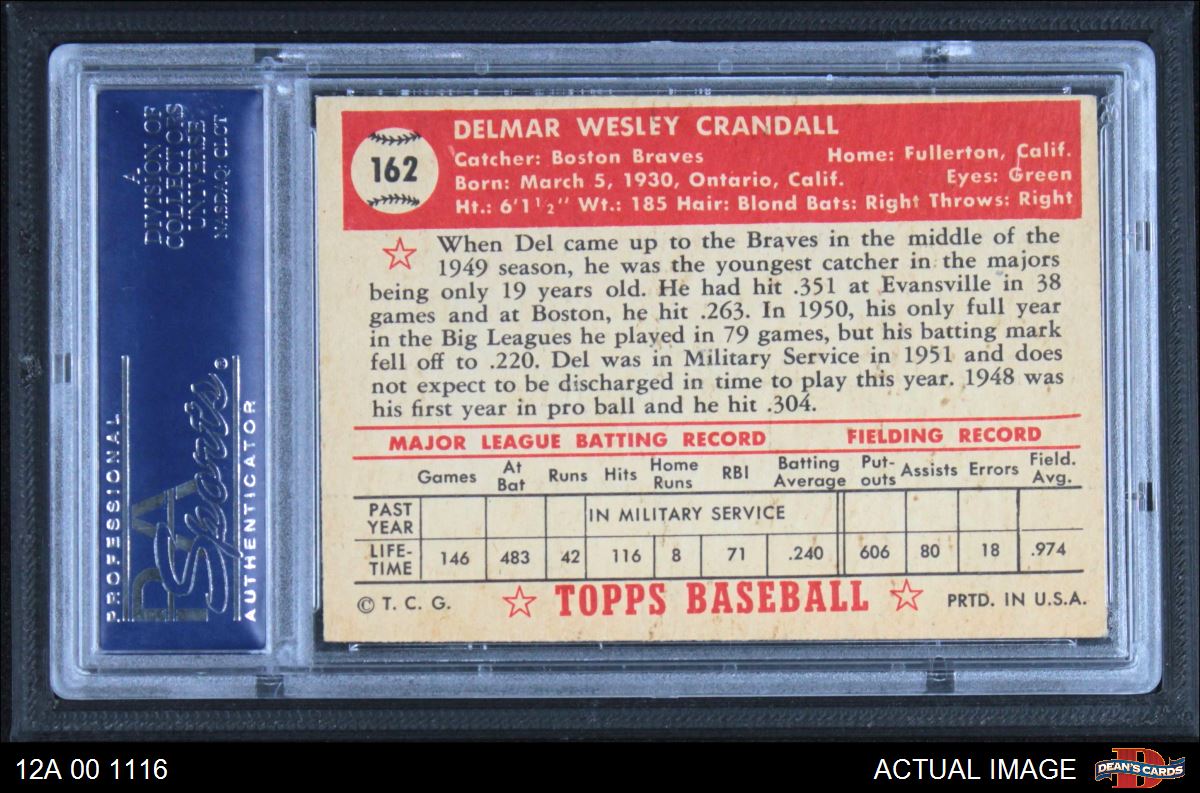 162
DELMAR WESLEY CRANDALL
Catcher: Boston Braves Home: Fullerton, Calif.
Born: March 5, 1930, Ontario, Calif. Eyes: Green
Ht.: 6'1½" Wt.: 185 Hair: Blond Bats: Right Throws: Right
When Del came up to the Braves in the middle of the
1949 season, he was the youngest catcher in the majors
being only 19 years old. He had hit .351 at Evansville in 38
games and at Boston, he hit .263. In 1950, his only full year
in the Big Leagues he played in 79 games, but his batting mark
fell off to .220. Del was in Military Service in 1951 and does
not expect to be discharged in time to play this year. 1948 was
his first year in pro ball and he hit .304.
MAJOR LEAGUE BATTING RECORD FIELDING RECORD
Games At Bat Runs Hits Home Runs RBI Batting Average Put-outs Assists Errors Field. Avg.
PAST YEAR IN MILITARY SERVICE
LIFE-TIME 146 483 42 116 8 71 .240 606 80 18 .974
© T. C. G. TOPPS BASEBALL PRTD. IN U.S.A.
A
DIVISION OF
COLLECTORS
UNIVERSE
NASDAQ: CLCT
PROFESSIONAL
PSA
Sports
AUTHENTICATOR
12A 00 1116 ACTUAL IMAGE DEAN'S CARDS